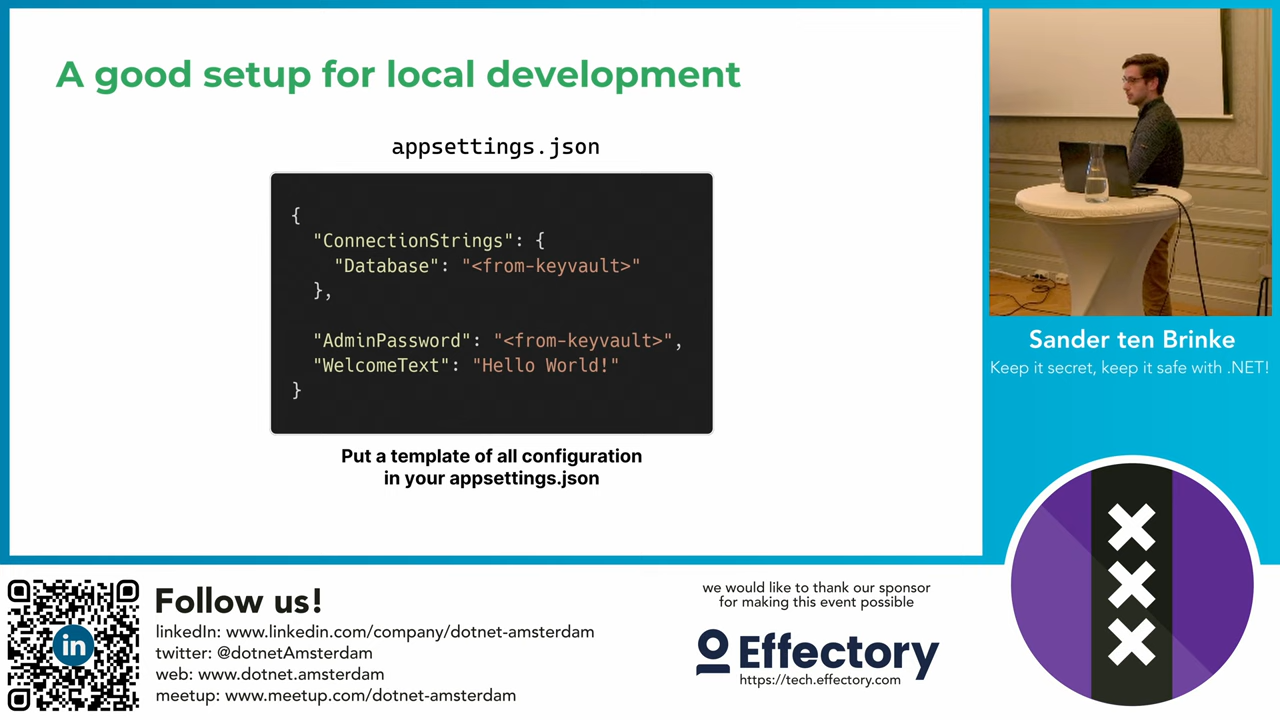 A good setup for local development
appsettings.json
{
"ConnectionStrings": {
"Database": "<from-keyvault>"
},
"AdminPassword": "<from-keyvault>",
"WelcomeText": "Hello World!"
}
Put a template of all configuration
in your appsettings.json
Sander ten Brinke
Keep it secret, keep it safe with .NET!
Follow us!
linkedIn: www.linkedin.com/company/dotnet-amsterdam
twitter: @dotnetAmsterdam
web: www.dotnet.amsterdam
meetup: www.meetup.com/dotnet-amsterdam
in
we would like to thank our sponsor
for making this event possible
Effectory
https://tech.effectory.com